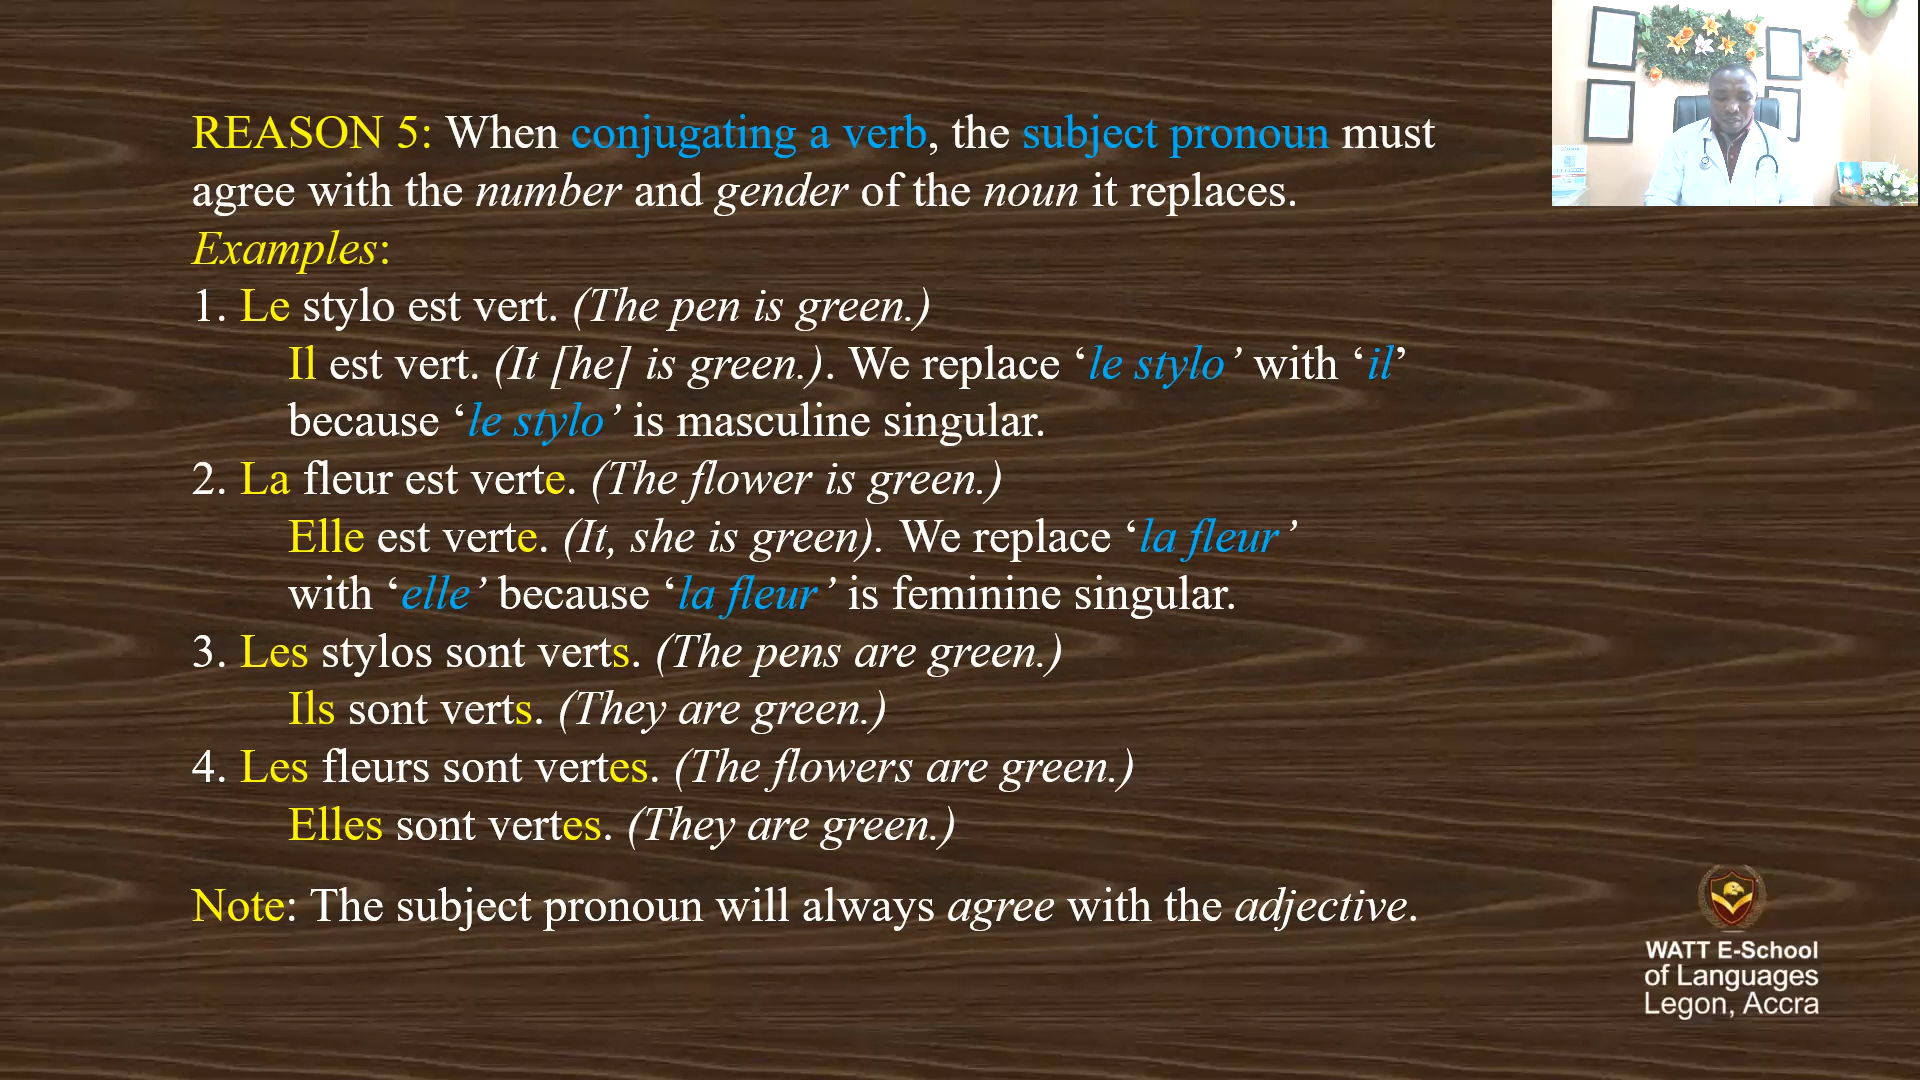 REASON 5: When conjugating a verb, the subject pronoun must
agree with the number and gender of the noun it replaces.
Examples:
1. Le stylo est vert. (The pen is green.)
Il est vert. (It [he] is green.). We replace ‘le stylo’ with ‘il’
because ‘le stylo’ is masculine singular.
2. La fleur est verte. (The flower is green.)
Elle est verte. (It, she is green). We replace ‘la fleur’
with ‘elle’ because ‘la fleur’ is feminine singular.
3. Les stylos sont verts. (The pens are green.)
Ils sont verts. (They are green.)
4. Les fleurs sont vertes. (The flowers are green.)
Elles sont vertes. (They are green.)
Note: The subject pronoun will always agree with the adjective.
WATT E-School
of Languages
Legon, Accra